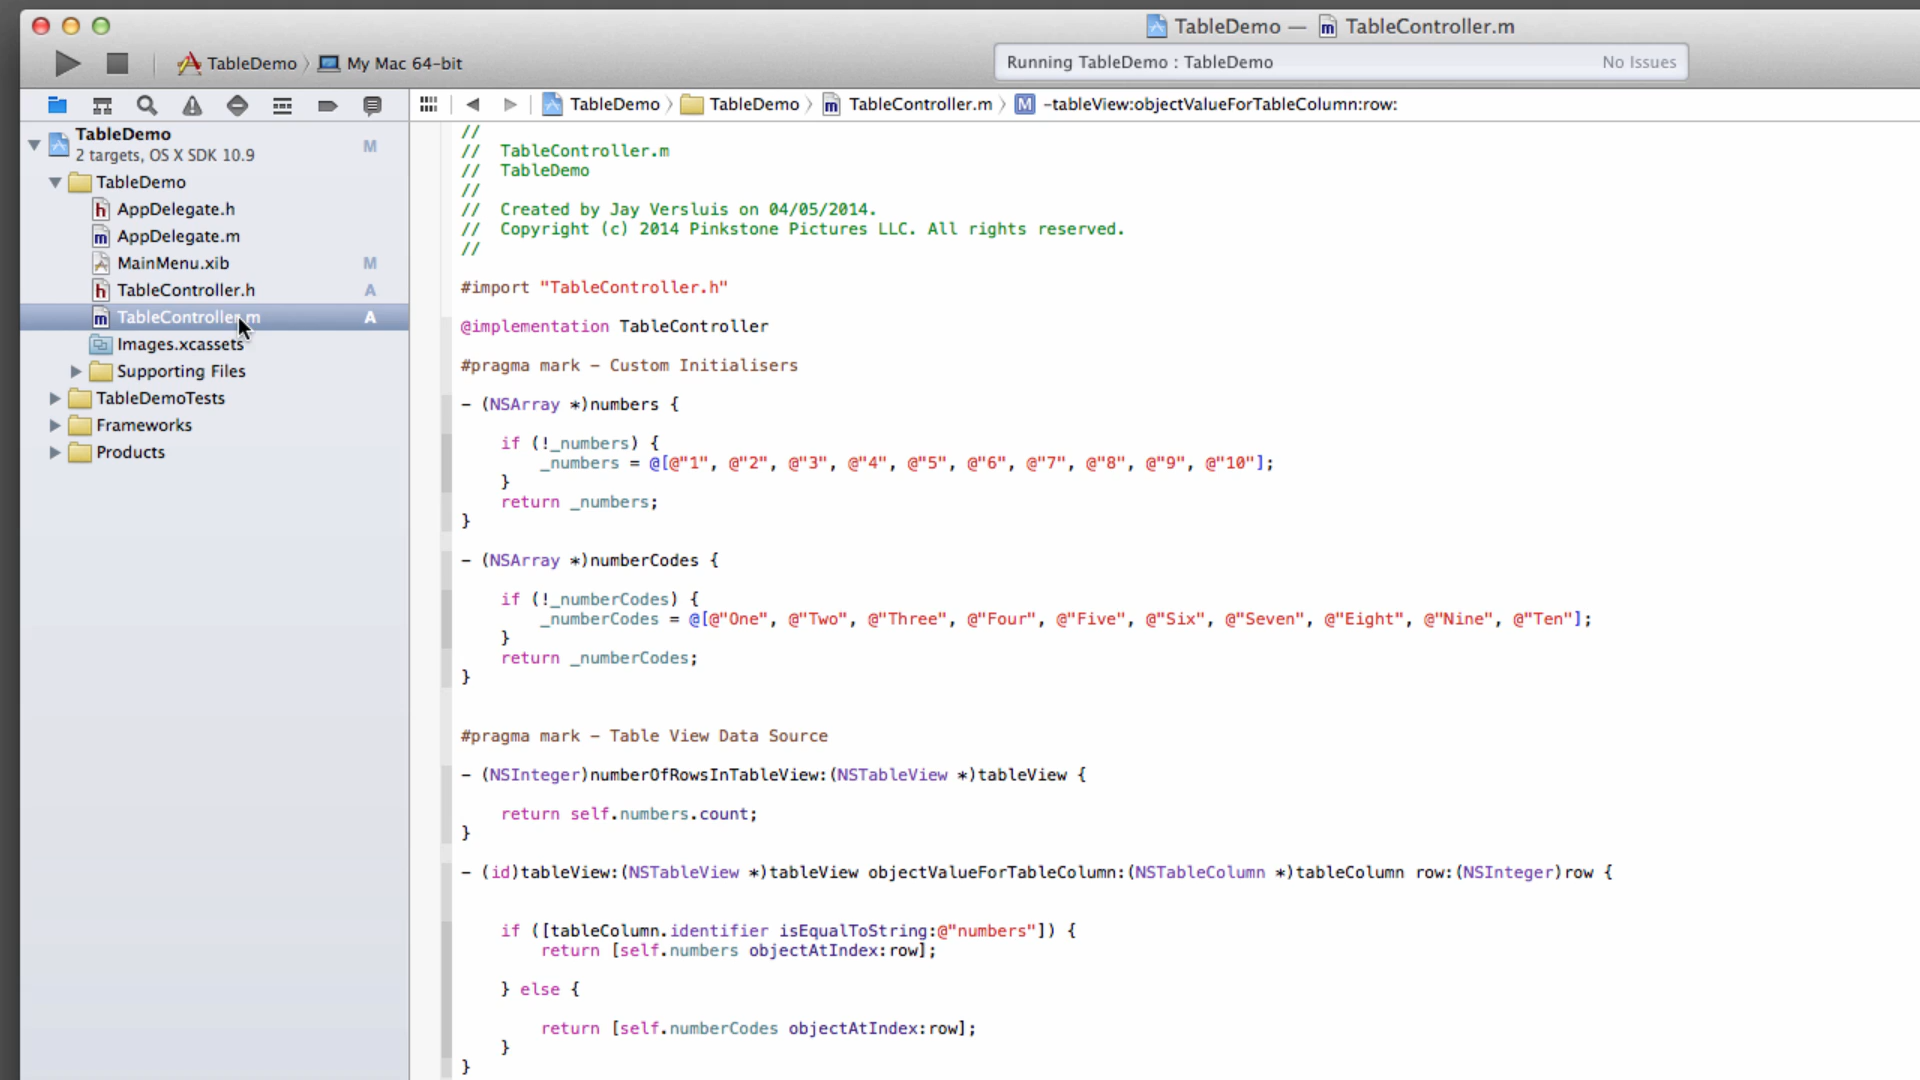 TableDemo — TableController.m
TableDemo My Mac 64-bit
Running TableDemo : TableDemo No Issues
TableDemo TableDemo TableController.m M -tableView:objectValueForTableColumn:row:
TableDemo
2 targets, OS X SDK 10.9 M
TableDemo
h AppDelegate.h
m AppDelegate.m
MainMenu.xib M
h TableController.h A
m TableController.m A
Images.xcassets
Supporting Files
TableDemoTests
Frameworks
Products
//
//  TableController.m
//  TableDemo
//
//  Created by Jay Versluis on 04/05/2014.
//  Copyright (c) 2014 Pinkstone Pictures LLC. All rights reserved.
//
#import "TableController.h"
@implementation TableController
#pragma mark - Custom Initialisers
- (NSArray *)numbers {
    if (!_numbers) {
        _numbers = @[@"1", @"2", @"3", @"4", @"5", @"6", @"7", @"8", @"9", @"10"];
    }
    return _numbers;
}
- (NSArray *)numberCodes {
    if (!_numberCodes) {
        _numberCodes = @[@"One", @"Two", @"Three", @"Four", @"Five", @"Six", @"Seven", @"Eight", @"Nine", @"Ten"];
    }
    return _numberCodes;
}
#pragma mark - Table View Data Source
- (NSInteger)numberOfRowsInTableView:(NSTableView *)tableView {
    return self.numbers.count;
}
- (id)tableView:(NSTableView *)tableView objectValueForTableColumn:(NSTableColumn *)tableColumn row:(NSInteger)row {
    if ([tableColumn.identifier isEqualToString:@"numbers"]) {
        return [self.numbers objectAtIndex:row];
    } else {
        return [self.numberCodes objectAtIndex:row];
    }
}